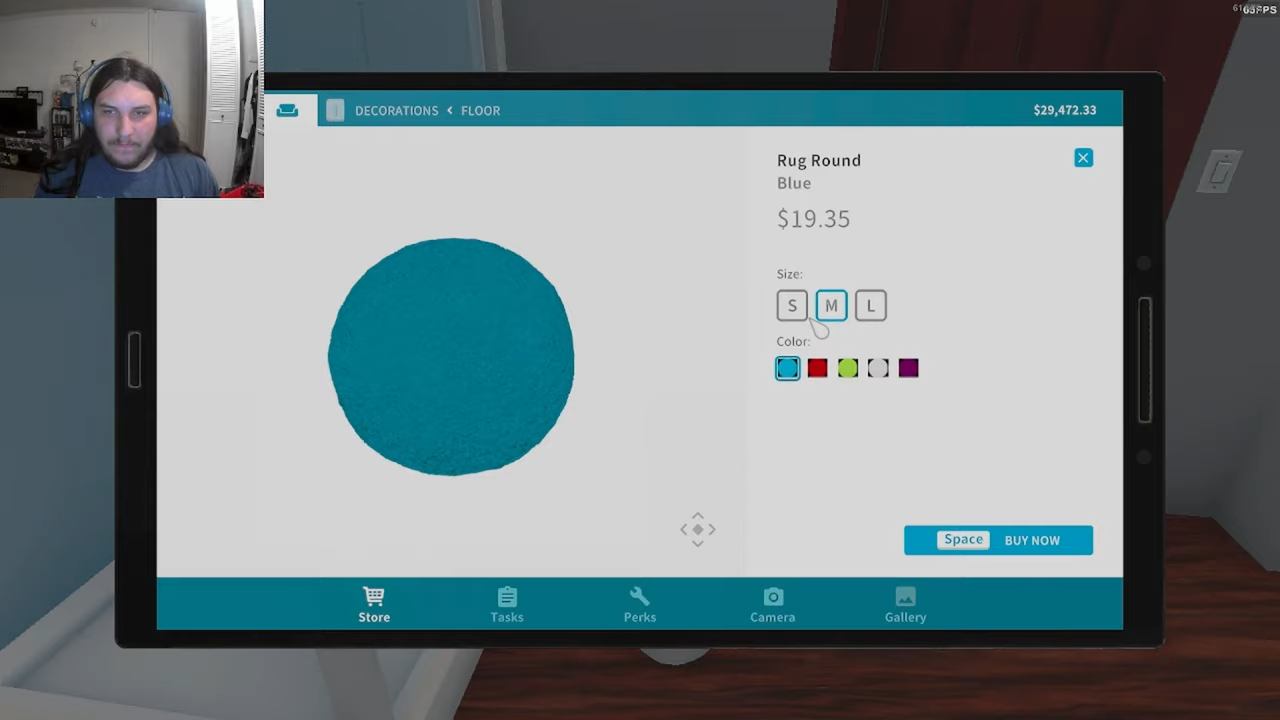 DECORATIONS < FLOOR
$29,472.33
Rug Round
Blue
$19.35
Size:
S M L
Color:
Space BUY NOW
Store Tasks Perks Camera Gallery